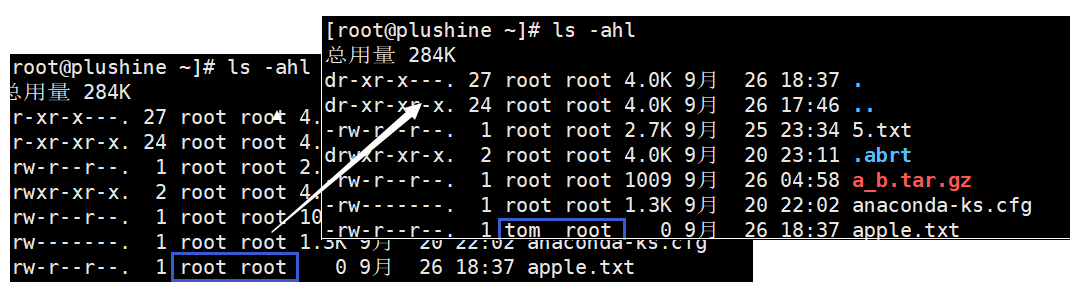 [root@plushine ~]# ls -ahl
总用量 284K
dr-xr-x---. 27 root root 4.0K 9月 26 18:37 .
dr-xr-xr-x. 24 root root 4.0K 9月 26 17:46 ..
-rw-r--r--. 1 root root 2.7K 9月 25 23:34 5.txt
drwxr-xr-x. 2 root root 4.0K 9月 20 23:11 .abrt
-rw-r--r--. 1 root root 1009 9月 26 04:58 a_b.tar.gz
-rw-------. 1 root root 1.3K 9月 20 22:02 anaconda-ks.cfg
-rw-r--r--. 1 tom root 0 9月 26 18:37 apple.txt
root@plushine ~]# ls -ahl
总用量 284K
r-xr-x---. 27 root root 4.
r-xr-xr-x. 24 root root 4.
rw-r--r--. 1 root root 2.
rwxr-xr-x. 2 root root 4.
rw-r--r--. 1 root root 10
rw-------. 1 root root 1.3K 9月 20 22:02 anaconda-ks.cfg
rw-r--r--. 1 root root 0 9月 26 18:37 apple.txt